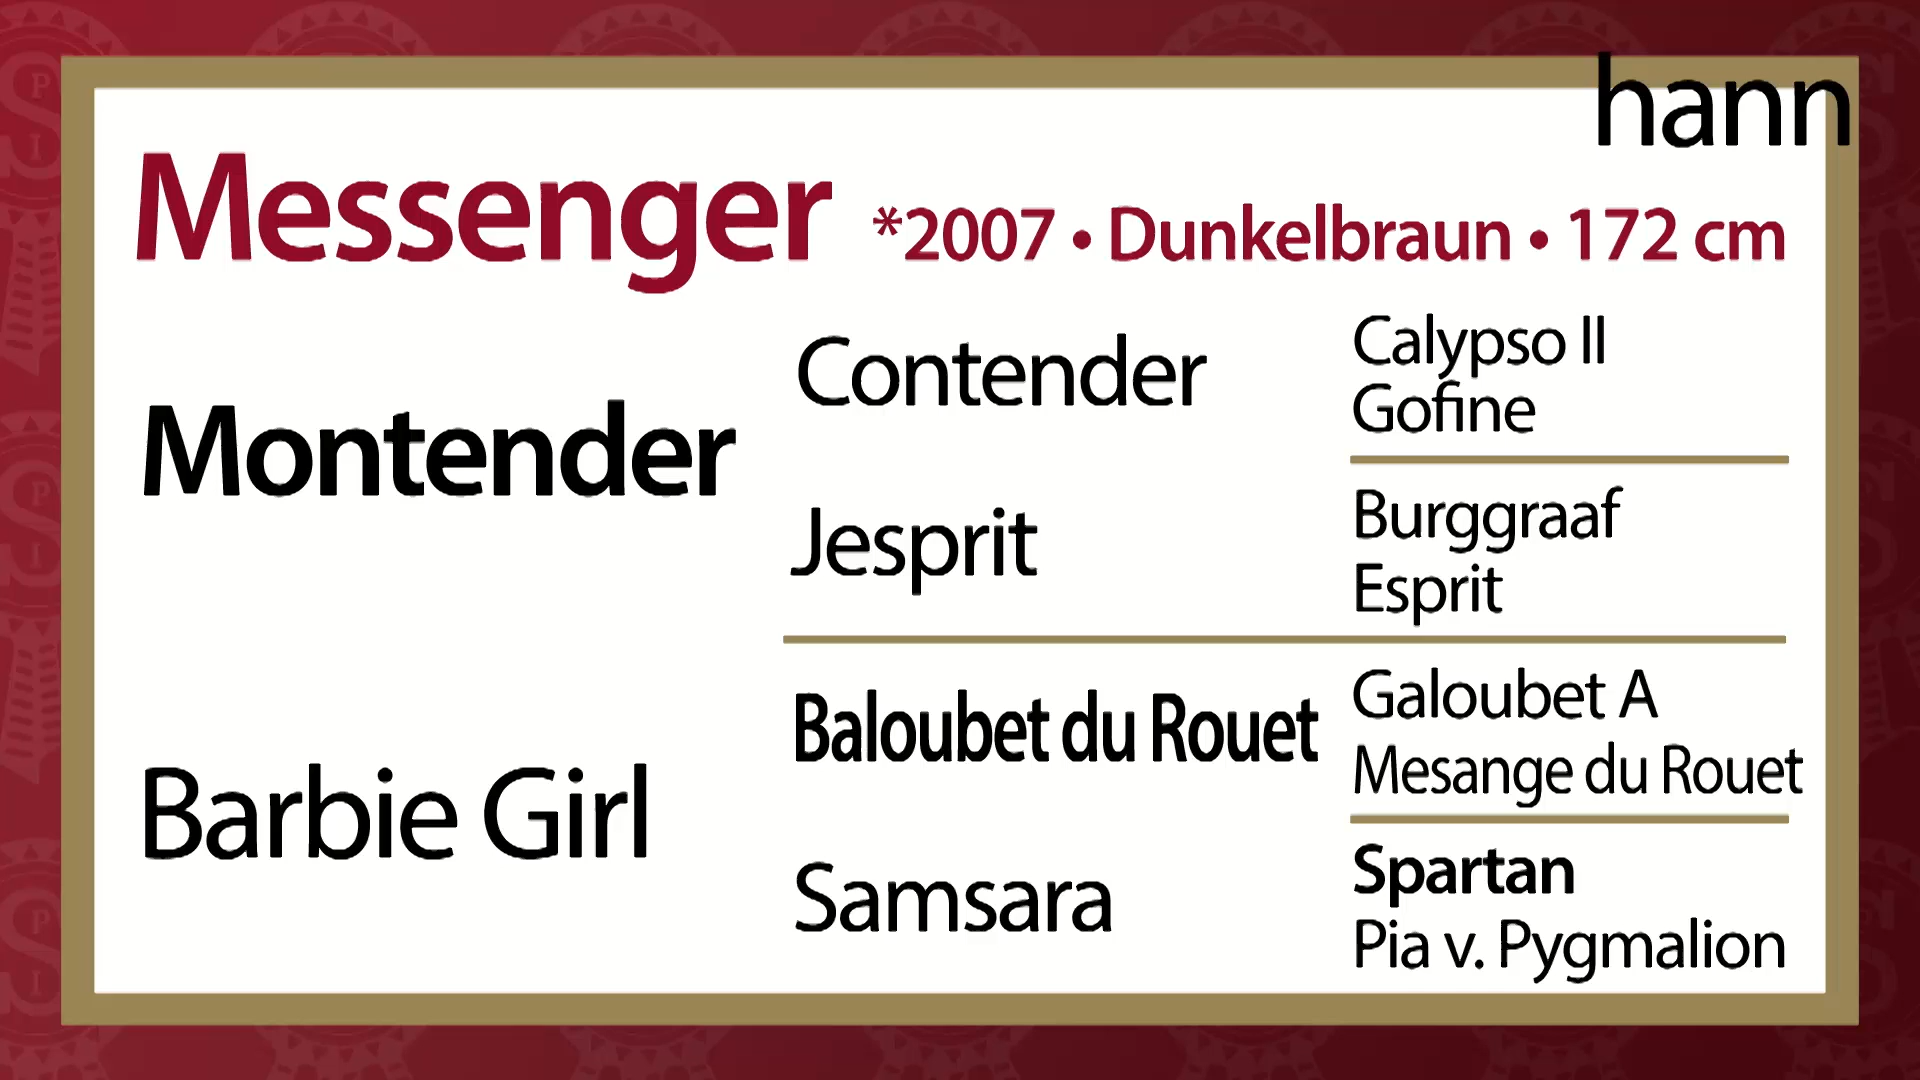 hann
Messenger *2007 • Dunkelbraun • 172 cm
Montender
Contender
Calypso II
Gofine
Jesprit
Burggraaf
Esprit
Barbie Girl
Baloubet du Rouet
Galoubet A
Mesange du Rouet
Samsara
Spartan
Pia v. Pygmalion